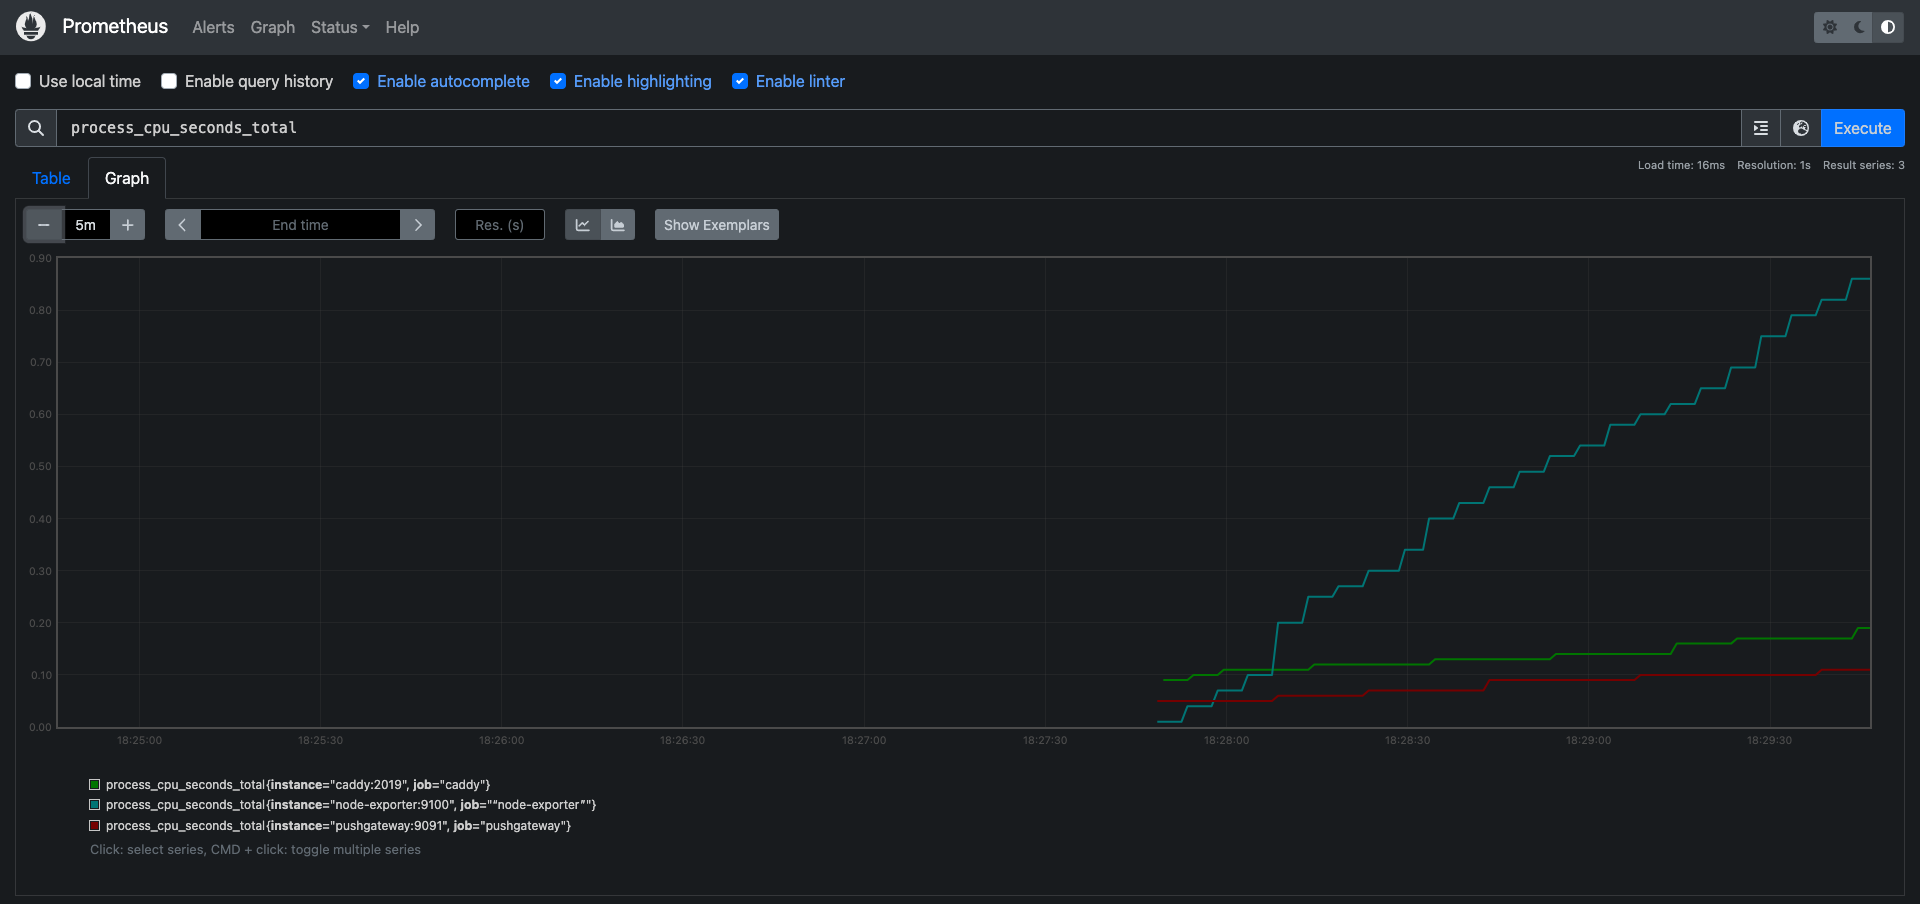 Prometheus Alerts Graph Status Help
Use local time Enable query history Enable autocomplete Enable highlighting Enable linter
process_cpu_seconds_total Execute
Load time: 16ms Resolution: 1s Result series: 3
Table Graph
− 5m + End time Res. (s) Show Exemplars
0.90
0.80
0.70
0.60
0.50
0.40
0.30
0.20
0.10
0.00
18:25:00 18:25:30 18:26:00 18:26:30 18:27:00 18:27:30 18:28:00 18:28:30 18:29:00 18:29:30
process_cpu_seconds_total{instance="caddy:2019", job="caddy"}
process_cpu_seconds_total{instance="node-exporter:9100", job="“node-exporter”"}
process_cpu_seconds_total{instance="pushgateway:9091", job="pushgateway"}
Click: select series, CMD + click: toggle multiple series